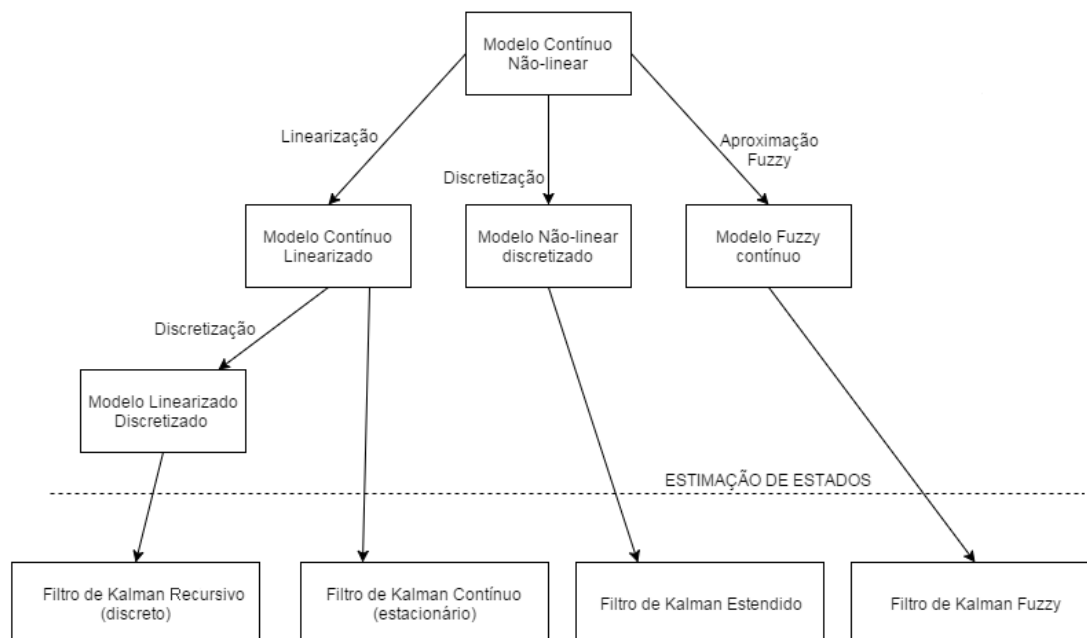 Modelo Contínuo
Não-linear
Linearização
Aproximação
Fuzzy
Discretização
Modelo Contínuo
Linearizado
Modelo Não-linear
discretizado
Modelo Fuzzy
contínuo
Discretização
Modelo Linearizado
Discretizado
ESTIMAÇÃO DE ESTADOS
Filtro de Kalman Recursivo
(discreto)
Filtro de Kalman Contínuo
(estacionário)
Filtro de Kalman Estendido
Filtro de Kalman Fuzzy